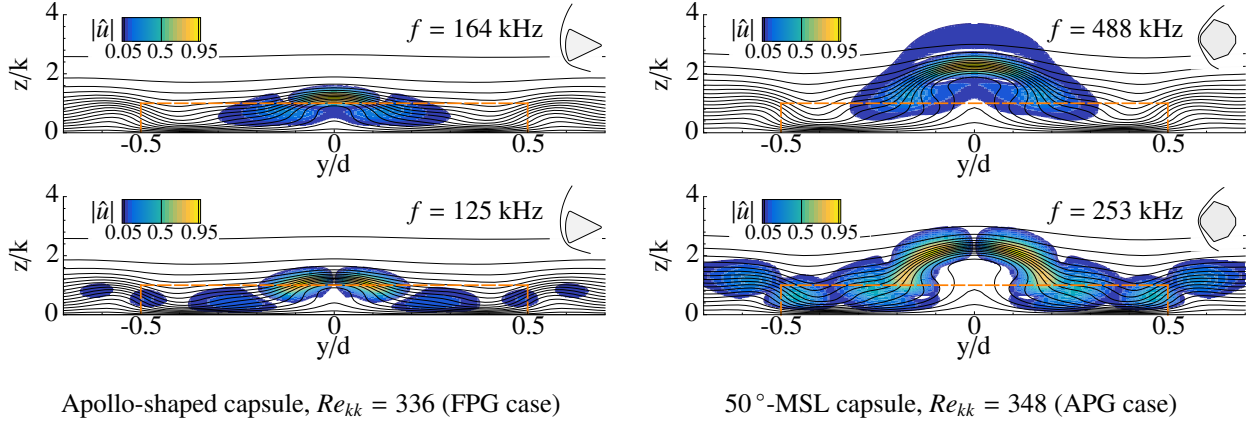 |û|
0.05 0.5 0.95
f = 164 kHz
z/k
4
2
0
-0.5 0 0.5
y/d
|û|
0.05 0.5 0.95
f = 488 kHz
z/k
4
2
0
-0.5 0 0.5
y/d
|û|
0.05 0.5 0.95
f = 125 kHz
z/k
4
2
0
-0.5 0 0.5
y/d
|û|
0.05 0.5 0.95
f = 253 kHz
z/k
4
2
0
-0.5 0 0.5
y/d
Apollo-shaped capsule, Re_kk = 336 (FPG case)
50°-MSL capsule, Re_kk = 348 (APG case)